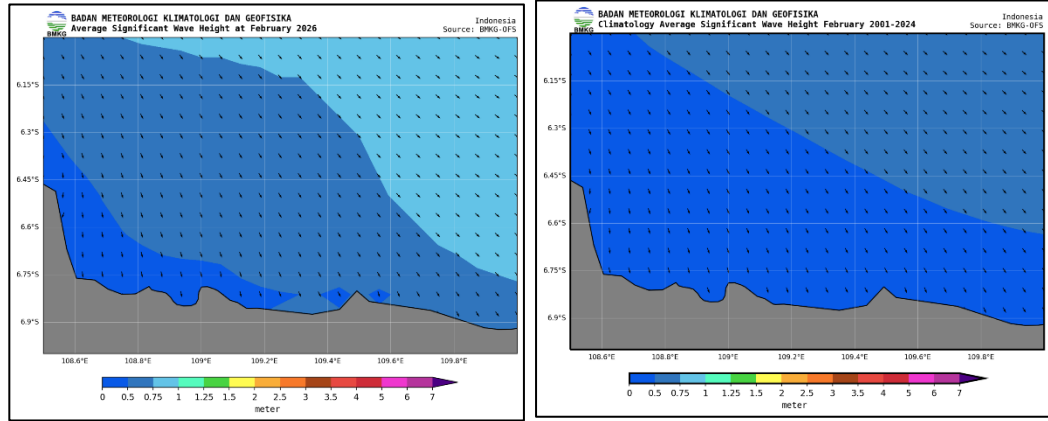 BADAN METEOROLOGI KLIMATOLOGI DAN GEOFISIKA
Average Significant Wave Height at February 2026
Indonesia
Source: BMKG-OFS
BMKG
6.15°S
6.3°S
6.45°S
6.6°S
6.75°S
6.9°S
108.6°E 108.8°E 109°E 109.2°E 109.4°E 109.6°E 109.8°E
0 0.5 0.75 1 1.25 1.5 2 2.5 3 3.5 4 5 6 7
meter
BADAN METEOROLOGI KLIMATOLOGI DAN GEOFISIKA
Climatology Average Significant Wave Height February 2001-2024
Indonesia
Source: BMKG-OFS
BMKG
6.15°S
6.3°S
6.45°S
6.6°S
6.75°S
6.9°S
108.6°E 108.8°E 109°E 109.2°E 109.4°E 109.6°E 109.8°E
0 0.5 0.75 1 1.25 1.5 2 2.5 3 3.5 4 5 6 7
meter